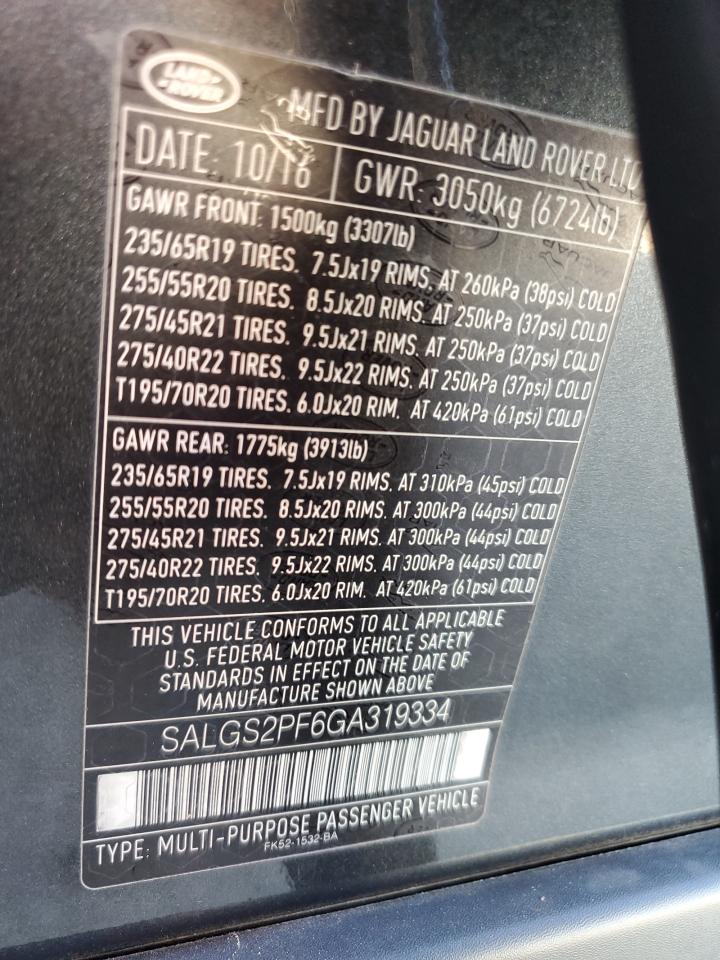 LAND ROVER
MFD BY JAGUAR LAND ROVER LTD
DATE: 10/16 GWR: 3050kg (6724lb)
GAWR FRONT: 1500kg (3307lb)
235/65R19 TIRES. 7.5Jx19 RIMS. AT 260kPa (38psi) COLD
255/55R20 TIRES. 8.5Jx20 RIMS. AT 250kPa (37psi) COLD
275/45R21 TIRES. 9.5Jx21 RIMS. AT 250kPa (37psi) COLD
275/40R22 TIRES. 9.5Jx22 RIMS. AT 250kPa (37psi) COLD
T195/70R20 TIRES. 6.0Jx20 RIM. AT 420kPa (61psi) COLD
GAWR REAR: 1775kg (3913lb)
235/65R19 TIRES. 7.5Jx19 RIMS. AT 310kPa (45psi) COLD
255/55R20 TIRES. 8.5Jx20 RIMS. AT 300kPa (44psi) COLD
275/45R21 TIRES. 9.5Jx21 RIMS. AT 300kPa (44psi) COLD
275/40R22 TIRES. 9.5Jx22 RIMS. AT 300kPa (44psi) COLD
T195/70R20 TIRES. 6.0Jx20 RIM. AT 420kPa (61psi) COLD
THIS VEHICLE CONFORMS TO ALL APPLICABLE
U.S. FEDERAL MOTOR VEHICLE SAFETY
STANDARDS IN EFFECT ON THE DATE OF
MANUFACTURE SHOWN ABOVE
SALGS2PF6GA319334
TYPE: MULTI-PURPOSE PASSENGER VEHICLE
FK52-1532-BA